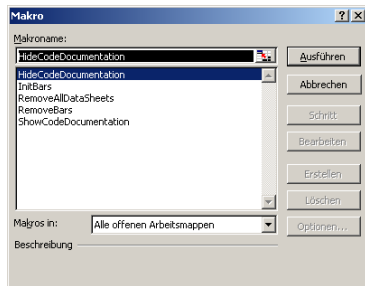 Makro
Makroname:
HideCodeDocumentation
Ausführen
HideCodeDocumentation
InitBars
RemoveAllDataSheets
RemoveBars
ShowCodeDocumentation
Abbrechen
Schritt
Bearbeiten
Erstellen
Löschen
Makros in:
Alle offenen Arbeitsmappen
Optionen...
Beschreibung